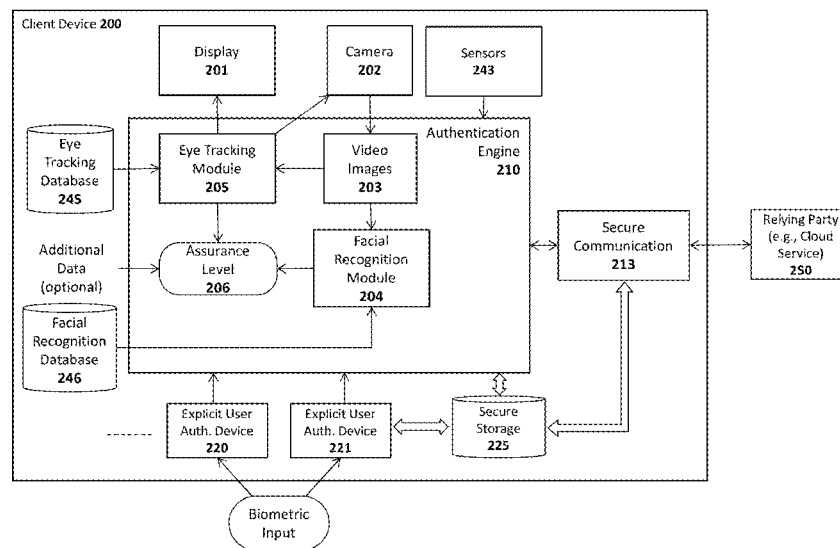 Client Device 200
Display
201
Camera
202
Sensors
243
Authentication
Engine
210
Eye
Tracking
Database
245
Eye Tracking
Module
205
Video
Images
203
Additional
Data
(optional)
Assurance
Level
206
Facial
Recognition
Module
204
Secure
Communication
213
Relying Party
(e.g., Cloud
Service)
250
Facial
Recognition
Database
246
Explicit User
Auth. Device
220
Explicit User
Auth. Device
221
Secure
Storage
225
Biometric
Input